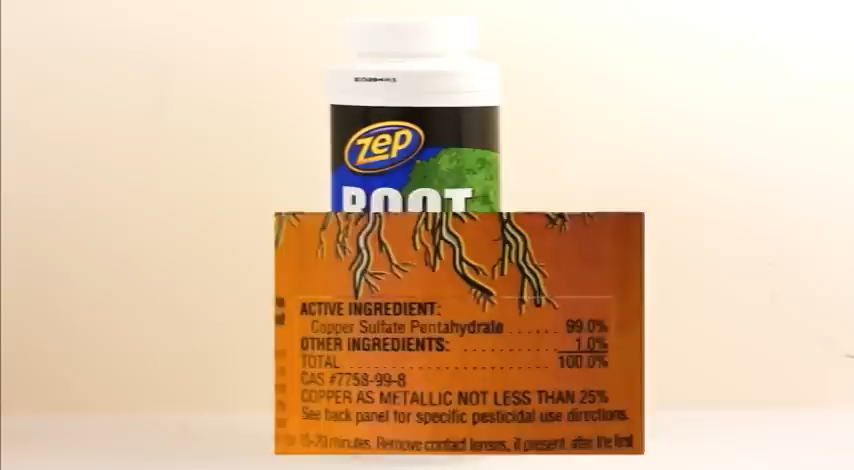 zep
ROOT
ACTIVE INGREDIENT:
Copper Sulfate Pentahydrate ...... 99.0%
OTHER INGREDIENTS: ............ 1.0%
TOTAL ........................ 100.0%
CAS #7758-99-8
COPPER AS METALLIC NOT LESS THAN 25%
See back panel for specific pesticidal use directions.
15-20 minutes. Remove contact lenses, if present, after the first